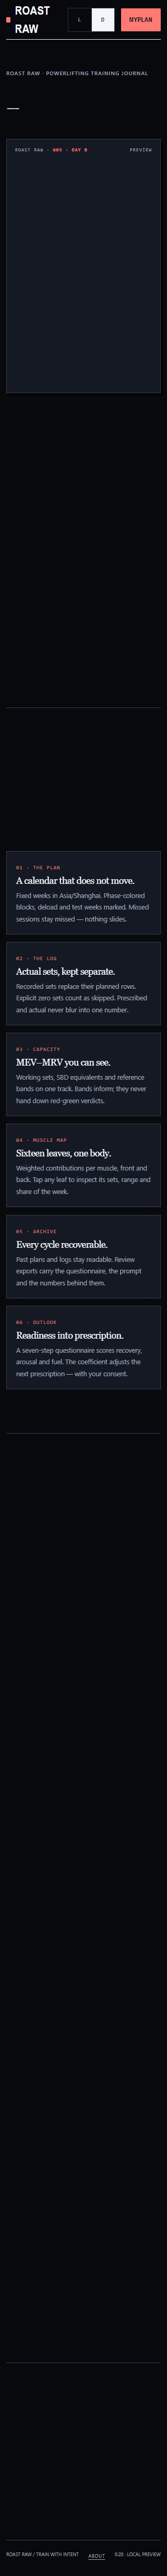 ROAST
RAW
L
D
MYPLAN
ROAST RAW · POWERLIFTING TRAINING JOURNAL
—
ROAST RAW · W05 · DAY B
PREVIEW
01 · THE PLAN
A calendar that does not move.
Fixed weeks in Asia/Shanghai. Phase-colored
blocks, deload and test weeks marked. Missed
sessions stay missed — nothing slides.
02 · THE LOG
Actual sets, kept separate.
Recorded sets replace their planned rows.
Explicit zero sets count as skipped. Prescribed
and actual never blur into one number.
03 · CAPACITY
MEV–MRV you can see.
Working sets, SBD equivalents and reference
bands on one track. Bands inform; they never
hand down red-green verdicts.
04 · MUSCLE MAP
Sixteen leaves, one body.
Weighted contributions per muscle, front and
back. Tap any leaf to inspect its sets, range and
share of the week.
05 · ARCHIVE
Every cycle recoverable.
Past plans and logs stay readable. Review
exports carry the questionnaire, the prompt
and the numbers behind them.
06 · OUTLOOK
Readiness into prescription.
A seven-step questionnaire scores recovery,
arousal and fuel. The coefficient adjusts the
next prescription — with your consent.
ROAST RAW / TRAIN WITH INTENT
ABOUT
0.20 · LOCAL PREVIEW